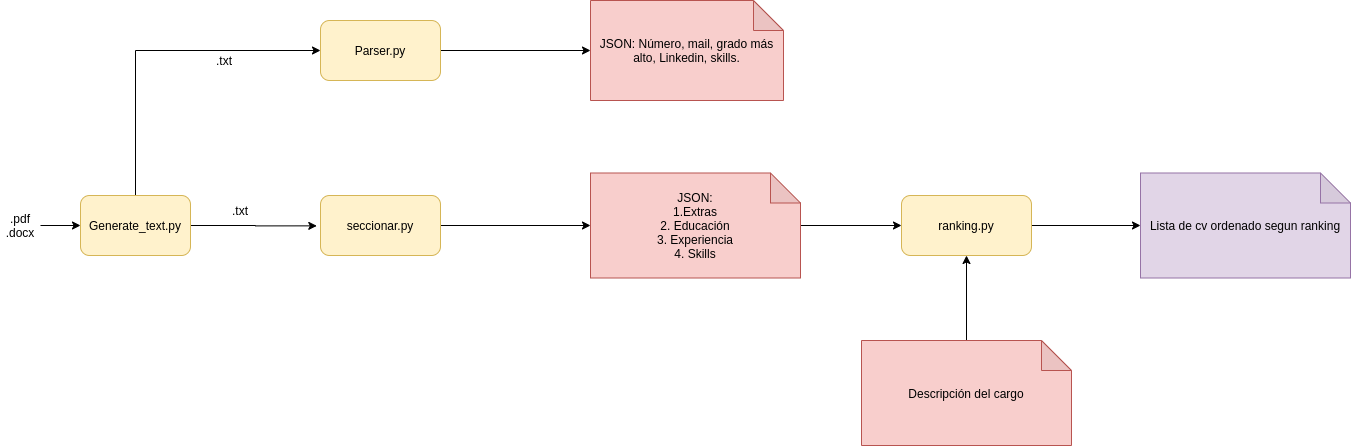 Parser.py
.txt
JSON: Número, mail, grado más
alto, Linkedin, skills.
.pdf
.docx
Generate_text.py
.txt
seccionar.py
JSON:
1.Extras
2. Educación
3. Experiencia
4. Skills
ranking.py
Lista de cv ordenado segun ranking
Descripción del cargo